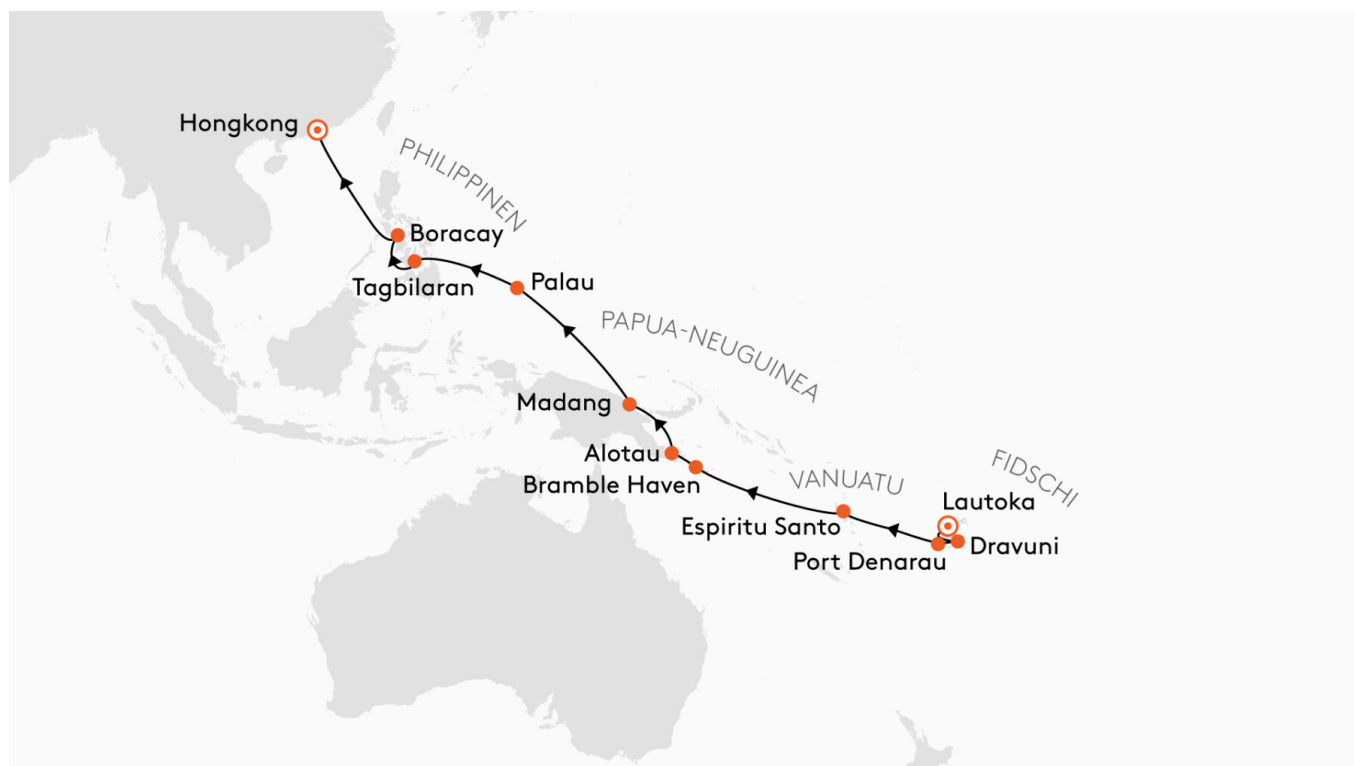 Hongkong
PHILIPPINEN
Boracay
Tagbilaran
Palau
PAPUA-NEUGUINEA
Madang
Alotau
Bramble Haven
VANUATU
FIDSCHI
Lautoka
Espiritu Santo
Dravuni
Port Denarau